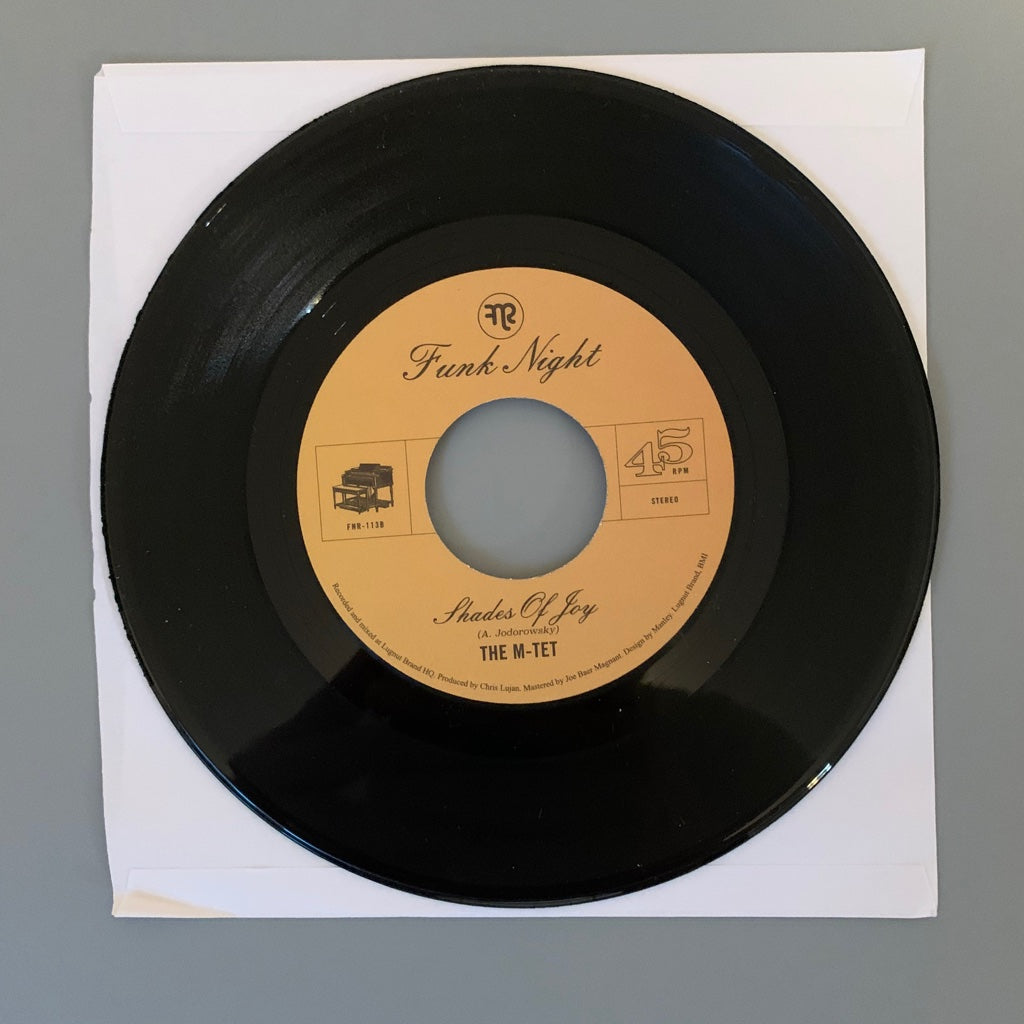 FNR
Funk Night
FNR-113B
45
RPM
STEREO
Shades Of Joy
(A. Jodorowsky)
THE M-TET
Recorded and mixed at Lugnut Brand HQ. Produced by Chris Lujan. Mastered by Joe Baer Magnant. Design by Manley. Lugnut Brand, BMI